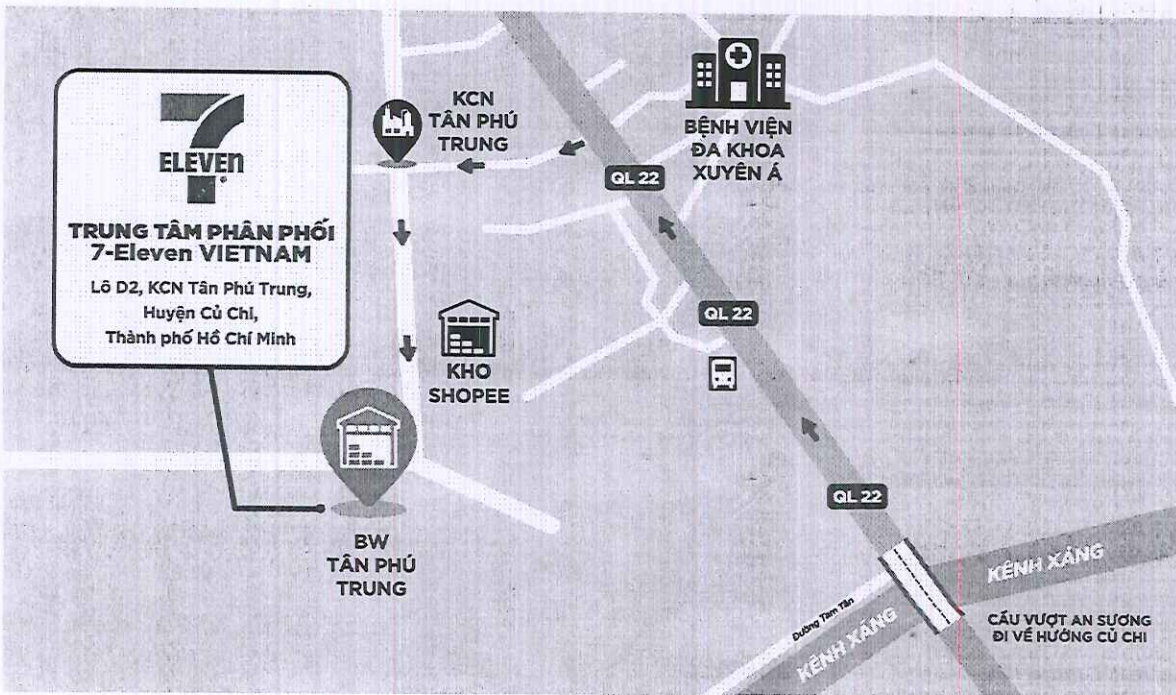 7
ELEVEn
®
TRUNG TÂM PHÂN PHỐI
7-Eleven VIETNAM
Lô D2, KCN Tân Phú Trung,
Huyện Củ Chi,
Thành phố Hồ Chí Minh
KCN
TÂN PHÚ
TRUNG
BỆNH VIỆN
ĐA KHOA
XUYÊN Á
QL 22
QL 22
KHO
SHOPEE
QL 22
BW
TÂN PHÚ
TRUNG
KÊNH XÁNG
Đường Tam Tân
KÊNH XÁNG
CẦU VƯỢT AN SƯƠNG
ĐI VỀ HƯỚNG CỦ CHI